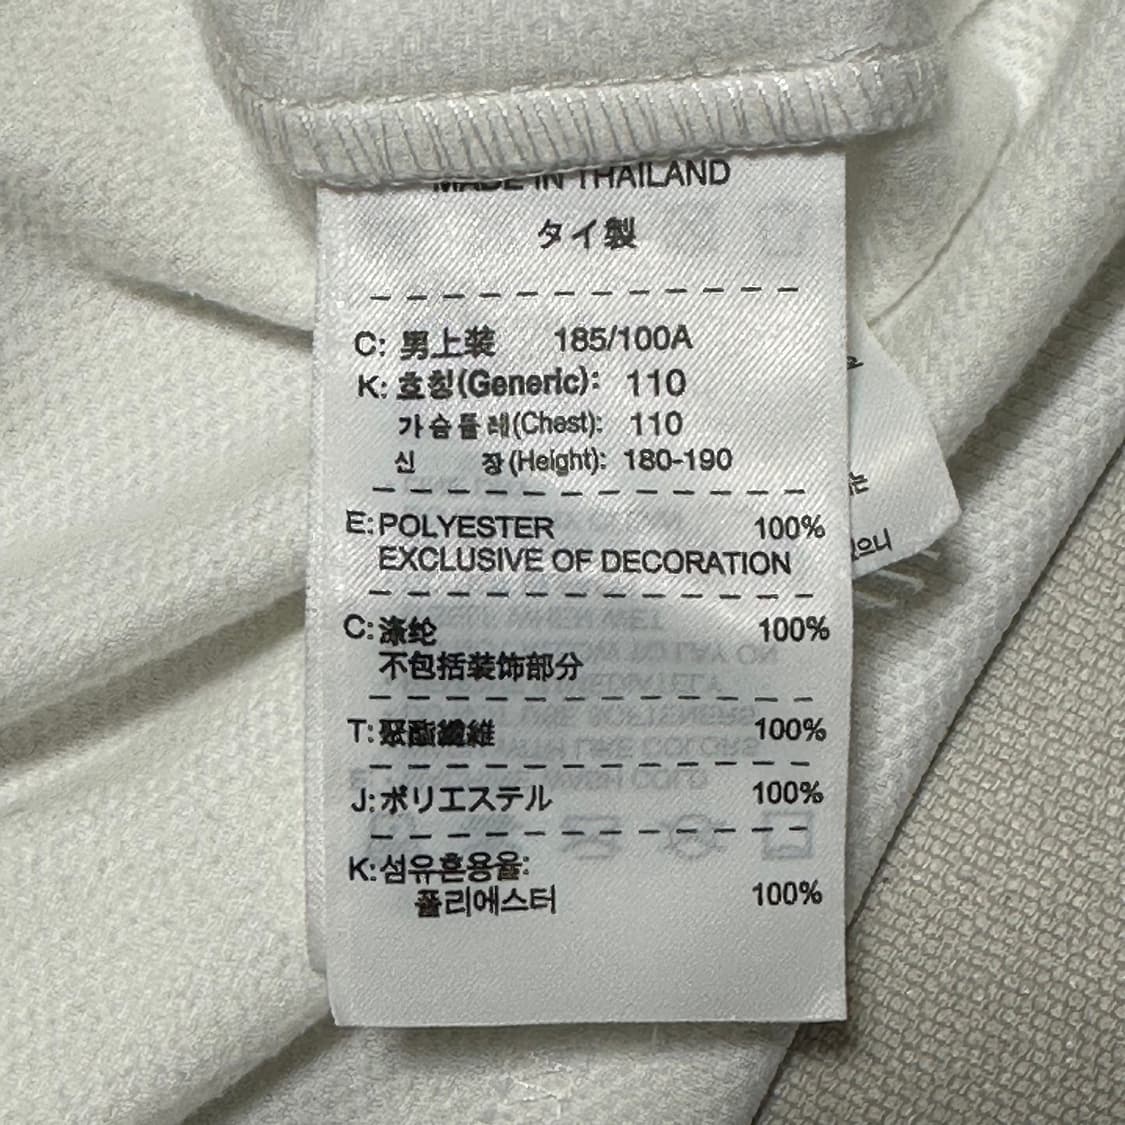 MADE IN THAILAND
タイ製
C: 男上装 185/100A
K: 호칭(Generic): 110
가슴둘레(Chest): 110
신 장(Height): 180-190
E: POLYESTER 100%
EXCLUSIVE OF DECORATION
C: 涤纶 100%
不包括装饰部分
T: 聚酯纖維 100%
J: ポリエステル 100%
K: 섬유혼용율:
폴리에스터 100%